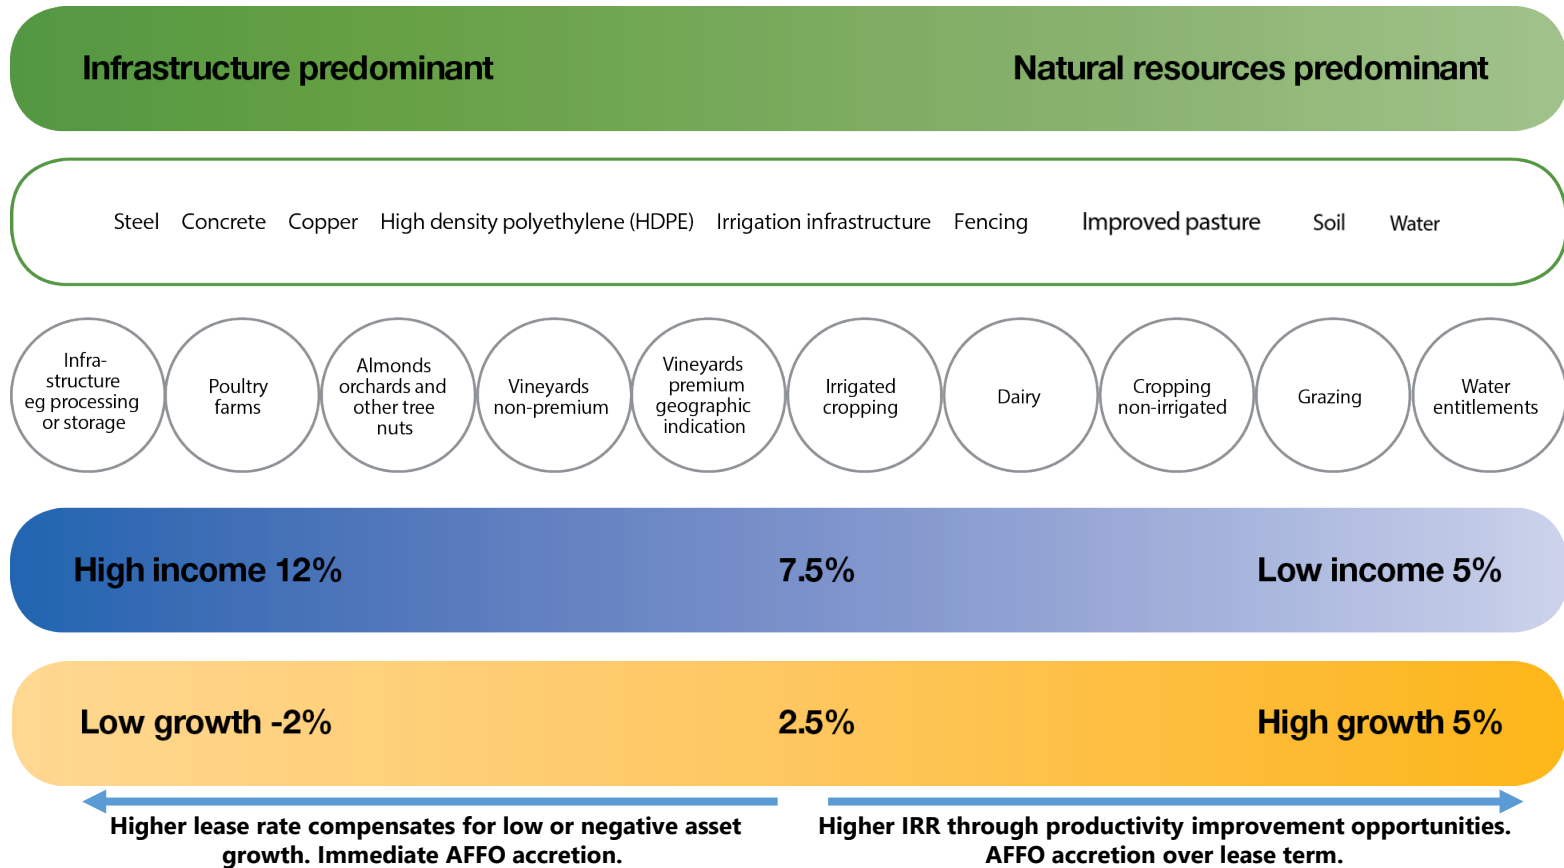 Infrastructure predominant
Natural resources predominant
Steel Concrete Copper High density polyethylene (HDPE) Irrigation infrastructure Fencing Improved pasture Soil Water
Infra-
structure
eg processing
or storage
Poultry
farms
Almonds
orchards and
other tree
nuts
Vineyards
non-premium
Vineyards
premium
geographic
indication
Irrigated
cropping
Dairy
Cropping
non-irrigated
Grazing
Water
entitlements
High income 12%
7.5%
Low income 5%
Low growth -2%
2.5%
High growth 5%
Higher lease rate compensates for low or negative asset
growth. Immediate AFFO accretion.
Higher IRR through productivity improvement opportunities.
AFFO accretion over lease term.